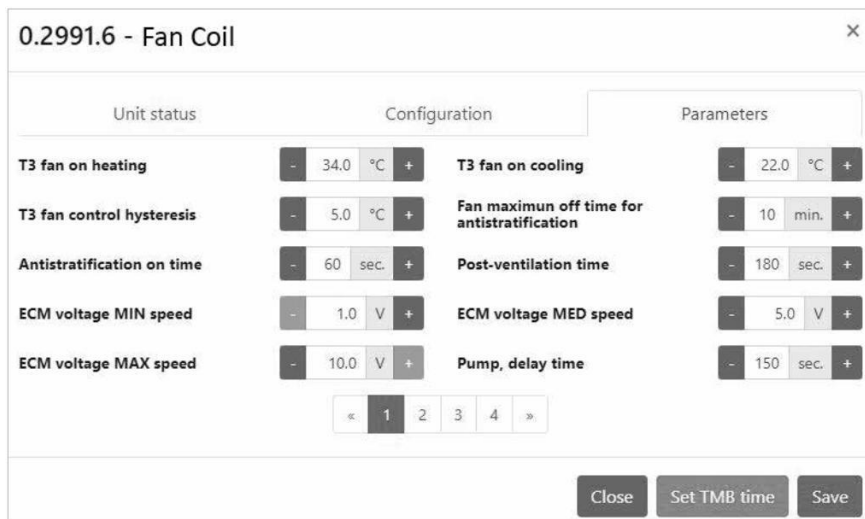 0.2991.6 - Fan Coil ×
Unit status Configuration Parameters
T3 fan on heating - 34.0 °C + T3 fan on cooling - 22.0 °C +
T3 fan control hysteresis - 5.0 °C + Fan maximun off time for
antistratification - 10 min. +
Antistratification on time - 60 sec. + Post-ventilation time - 180 sec. +
ECM voltage MIN speed - 1.0 V + ECM voltage MED speed - 5.0 V +
ECM voltage MAX speed - 10.0 V + Pump, delay time - 150 sec. +
« 1 2 3 4 »
Close Set TMB time Save